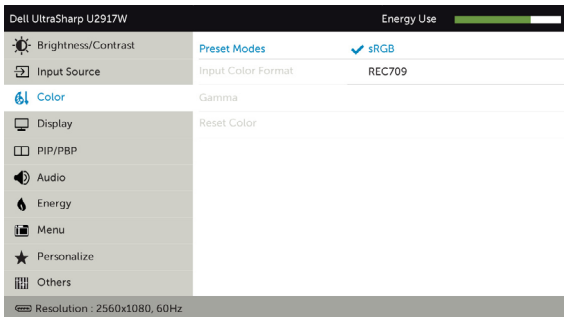 Dell UltraSharp U2917W Energy Use
Brightness/Contrast Preset Modes sRGB
Input Source Input Color Format REC709
Color Gamma
Display Reset Color
PIP/PBP
Audio
Energy
Menu
Personalize
Others
Resolution : 2560x1080, 60Hz